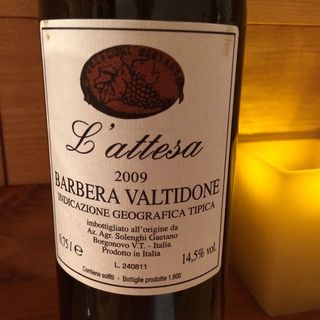 L'attesa
2009
BARBERA VALTIDONE
INDICAZIONE GEOGRAFICA TIPICA
imbottigliato all'origine da
Az. Agr. Solenghi Gaetano
Borgonovo V.T. - Italia
Prodotto in Italia
0,75 l e
14,5% vol.
L. 240811
Contiene solfiti - Bottiglie prodotte 1.600